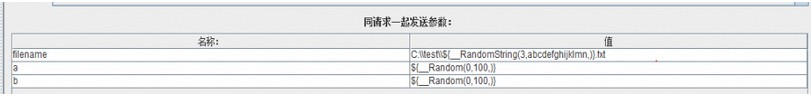 同请求一起发送参数：
名称： 值
filename C:\\test\\${__RandomString(3,abcdefghijklmn,)}.txt
a ${__Random(0,100,)}
b ${__Random(0,100,)}